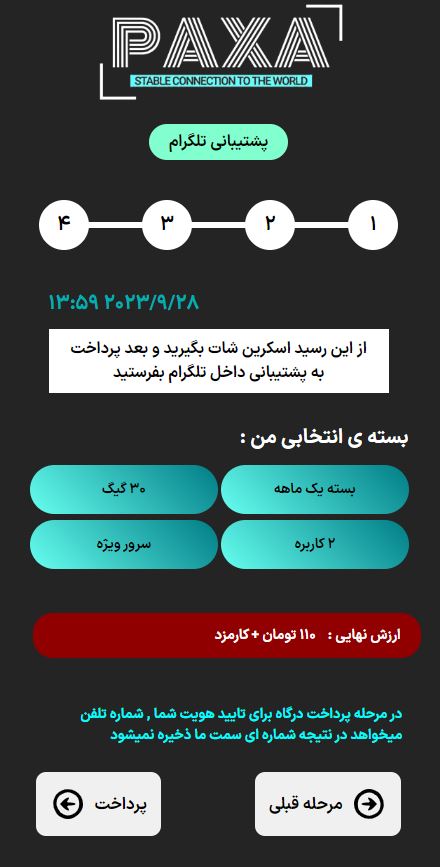 PAXA
STABLE CONNECTION TO THE WORLD
پشتیبانی تلگرام
۱ ۲ ۳ ۴
۲۰۲۳/۹/۲۸ ۱۳:۵۹
از این رسید اسکرین شات بگیرید و بعد پرداخت
به پشتیبانی داخل تلگرام بفرستید
بسته ی انتخابی من :
بسته یک ماهه ۳۰ گیگ
۲ کاربره سرور ویژه
ارزش نهایی : ۱۱۰ تومان + کارمزد
در مرحله پرداخت درگاه برای تایید هویت شما , شماره تلفن
میخواهد در نتیجه شماره ای سمت ما ذخیره نمیشود
مرحله قبلی پرداخت